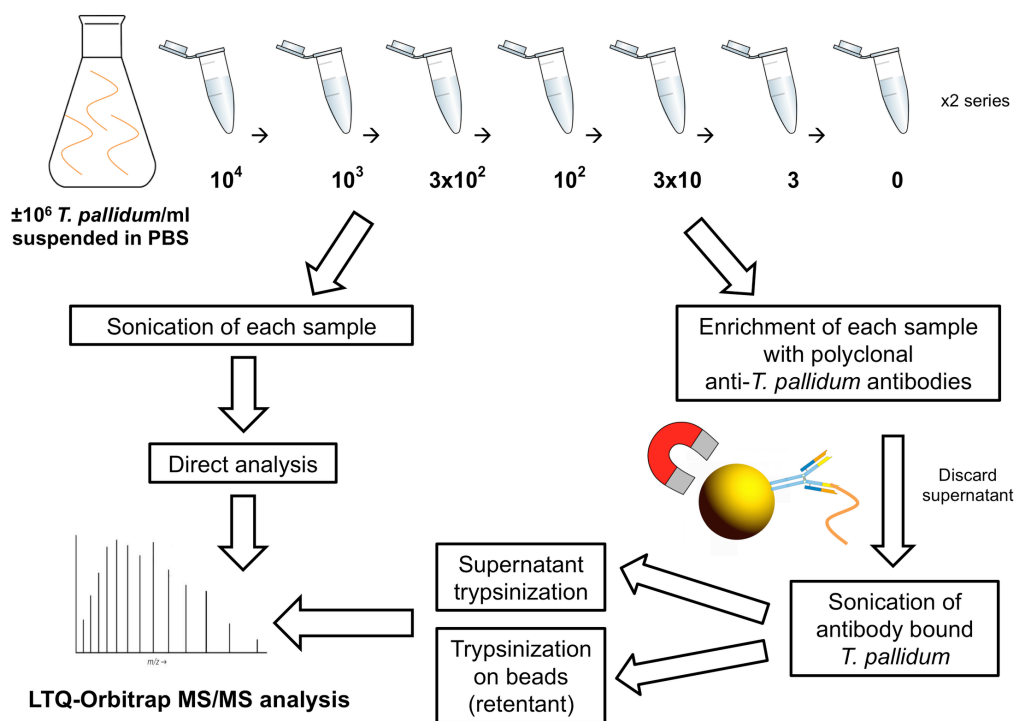 x2 series
→ → → → → →
10⁴ 10³ 3x10² 10² 3x10 3 0
±10⁶ T. pallidum/ml
suspended in PBS
Sonication of each sample
Direct analysis
Enrichment of each sample
with polyclonal
anti-T. pallidum antibodies
Discard
supernatant
Sonication of
antibody bound
T. pallidum
Supernatant
trypsinization
Trypsinization
on beads
(retentant)
m/z →
LTQ-Orbitrap MS/MS analysis